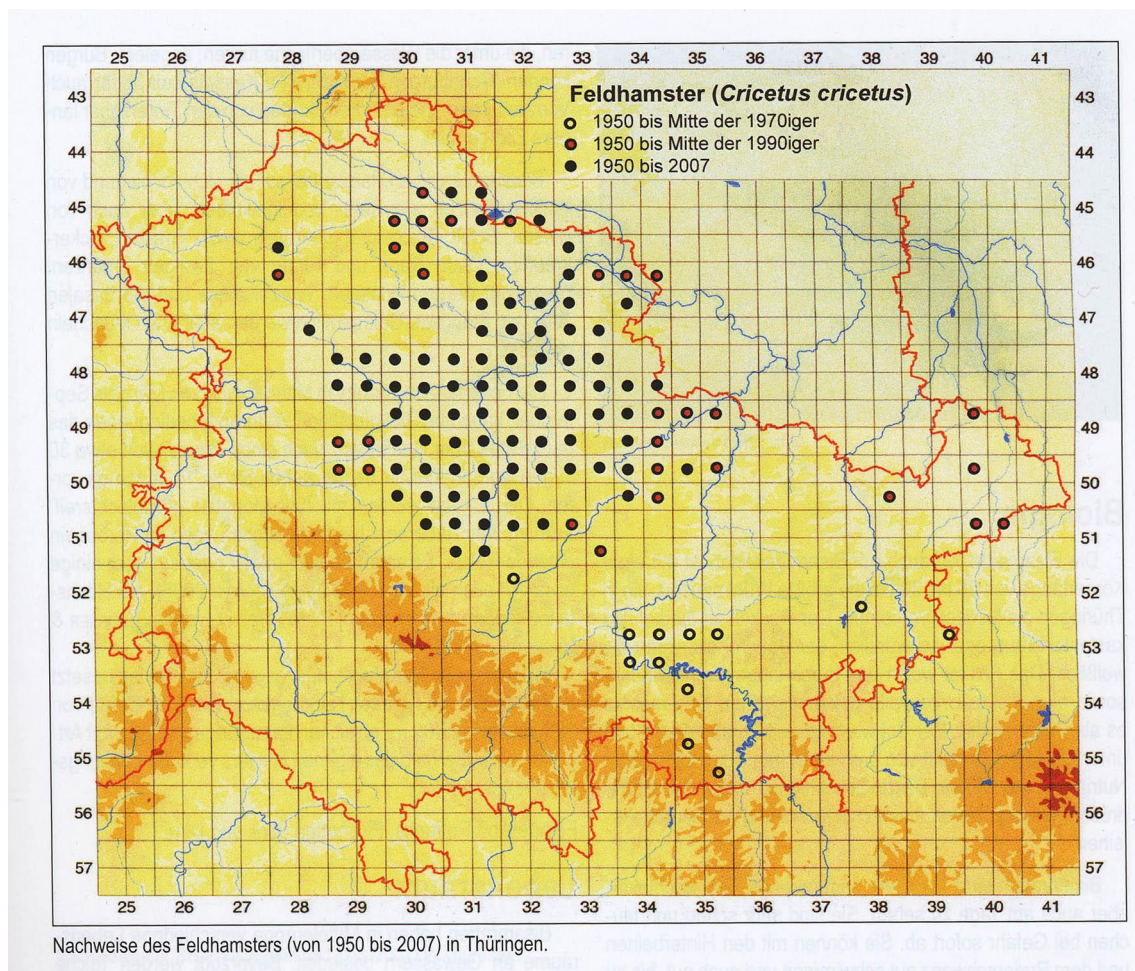 25 26 27 28 29 30 31 32 33 34 35 36 37 38 39 40 41
Feldhamster (Cricetus cricetus)
1950 bis Mitte der 1970iger
1950 bis Mitte der 1990iger
1950 bis 2007
43 43
44 44
45 45
46 46
47 47
48 48
49 49
50 50
51 51
52 52
53 53
54 54
55 55
56 56
57 57
25 26 27 28 29 30 31 32 33 34 35 36 37 38 39 40 41
Nachweise des Feldhamsters (von 1950 bis 2007) in Thüringen.